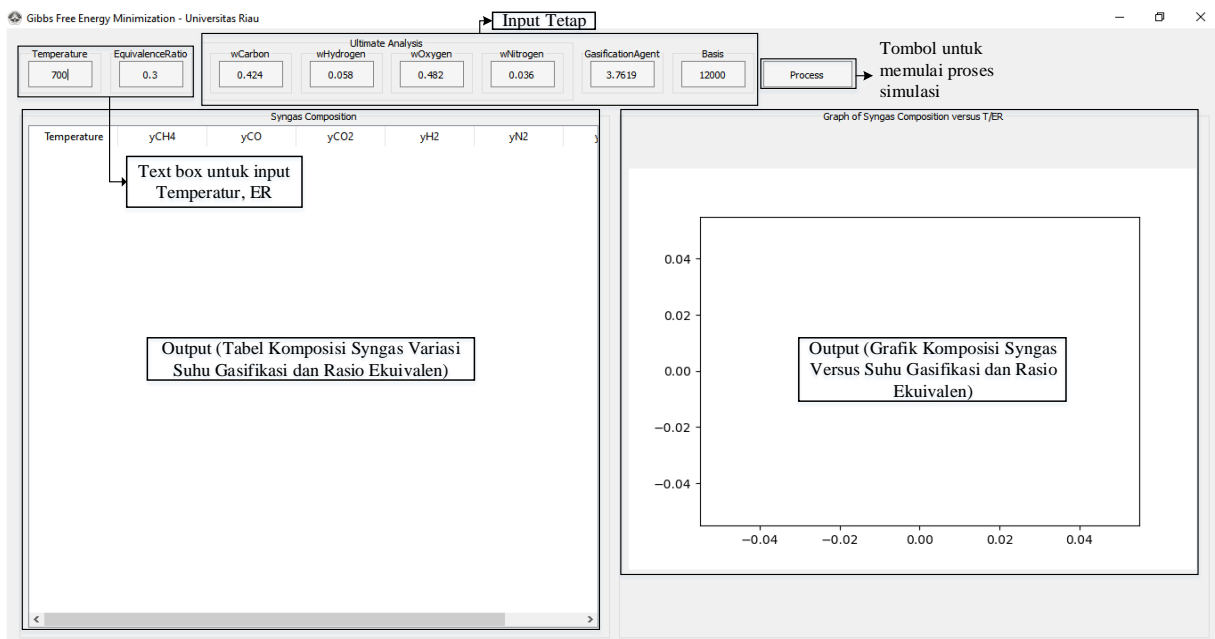 Gibbs Free Energy Minimization - Universitas Riau
Input Tetap
Ultimate Analysis
Temperature
EquivalenceRatio
wCarbon
wHydrogen
wOxygen
wNitrogen
GasificationAgent
Basis
700
0.3
0.424
0.058
0.482
0.036
3.7619
12000
Process
Tombol untuk
memulai proses
simulasi
Syngas Composition
Temperature
yCH4
yCO
yCO2
yH2
yN2
Text box untuk input
Temperatur, ER
Output (Tabel Komposisi Syngas Variasi
Suhu Gasifikasi dan Rasio Ekuivalen)
Graph of Syngas Composition versus T/ER
0.04
0.02
0.00
−0.02
−0.04
Output (Grafik Komposisi Syngas
Versus Suhu Gasifikasi dan Rasio
Ekuivalen)
−0.04
−0.02
0.00
0.02
0.04